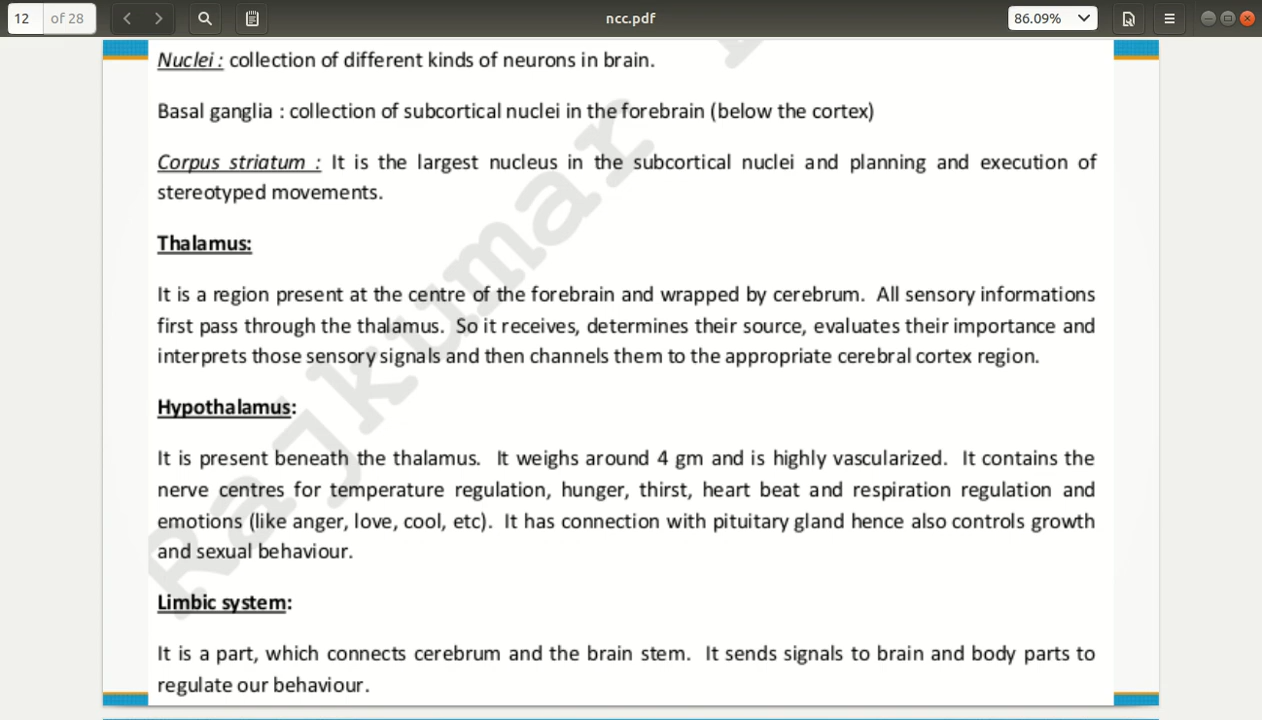 12 of 28 ncc.pdf 86.09%
Nuclei : collection of different kinds of neurons in brain.
Basal ganglia : collection of subcortical nuclei in the forebrain (below the cortex)
Corpus striatum : It is the largest nucleus in the subcortical nuclei and planning and execution of
stereotyped movements.
Thalamus:
It is a region present at the centre of the forebrain and wrapped by cerebrum. All sensory informations
first pass through the thalamus. So it receives, determines their source, evaluates their importance and
interprets those sensory signals and then channels them to the appropriate cerebral cortex region.
Hypothalamus:
It is present beneath the thalamus. It weighs around 4 gm and is highly vascularized. It contains the
nerve centres for temperature regulation, hunger, thirst, heart beat and respiration regulation and
emotions (like anger, love, cool, etc). It has connection with pituitary gland hence also controls growth
and sexual behaviour.
Limbic system:
It is a part, which connects cerebrum and the brain stem. It sends signals to brain and body parts to
regulate our behaviour.
Rajkumar